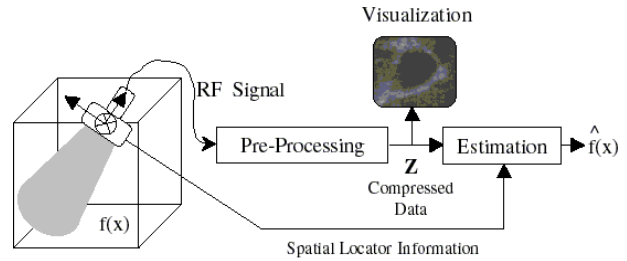 Visualization
RF Signal
Pre-Processing
Z
Compressed
Data
Estimation
^
f(x)
f(x)
Spatial Locator Information